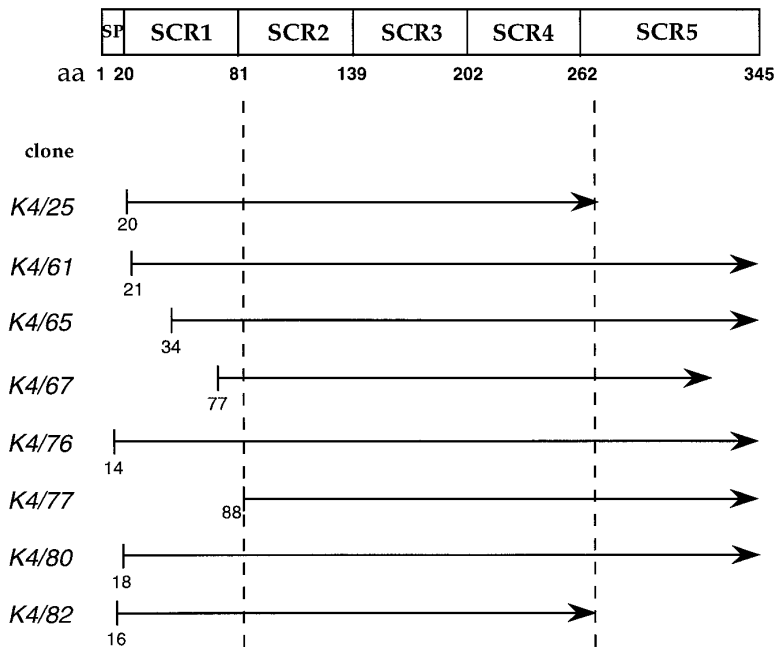 SP SCR1 SCR2 SCR3 SCR4 SCR5
aa 1 20 81 139 202 262 345
clone
K4/25
20
K4/61
21
K4/65
34
K4/67
77
K4/76
14
K4/77
88
K4/80
18
K4/82
16